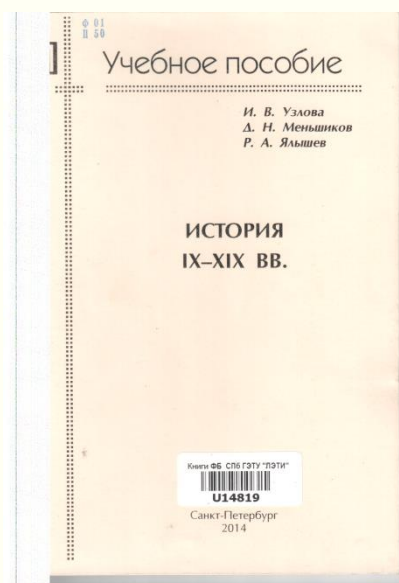 Ф 01
П 50
Учебное пособие
И. В. Узлова
Д. Н. Меньшиков
Р. А. Ялышев
ИСТОРИЯ
IX–XIX ВВ.
Книги ФБ СПб ГЭТУ "ЛЭТИ"
U14819
Санкт-Петербург
2014